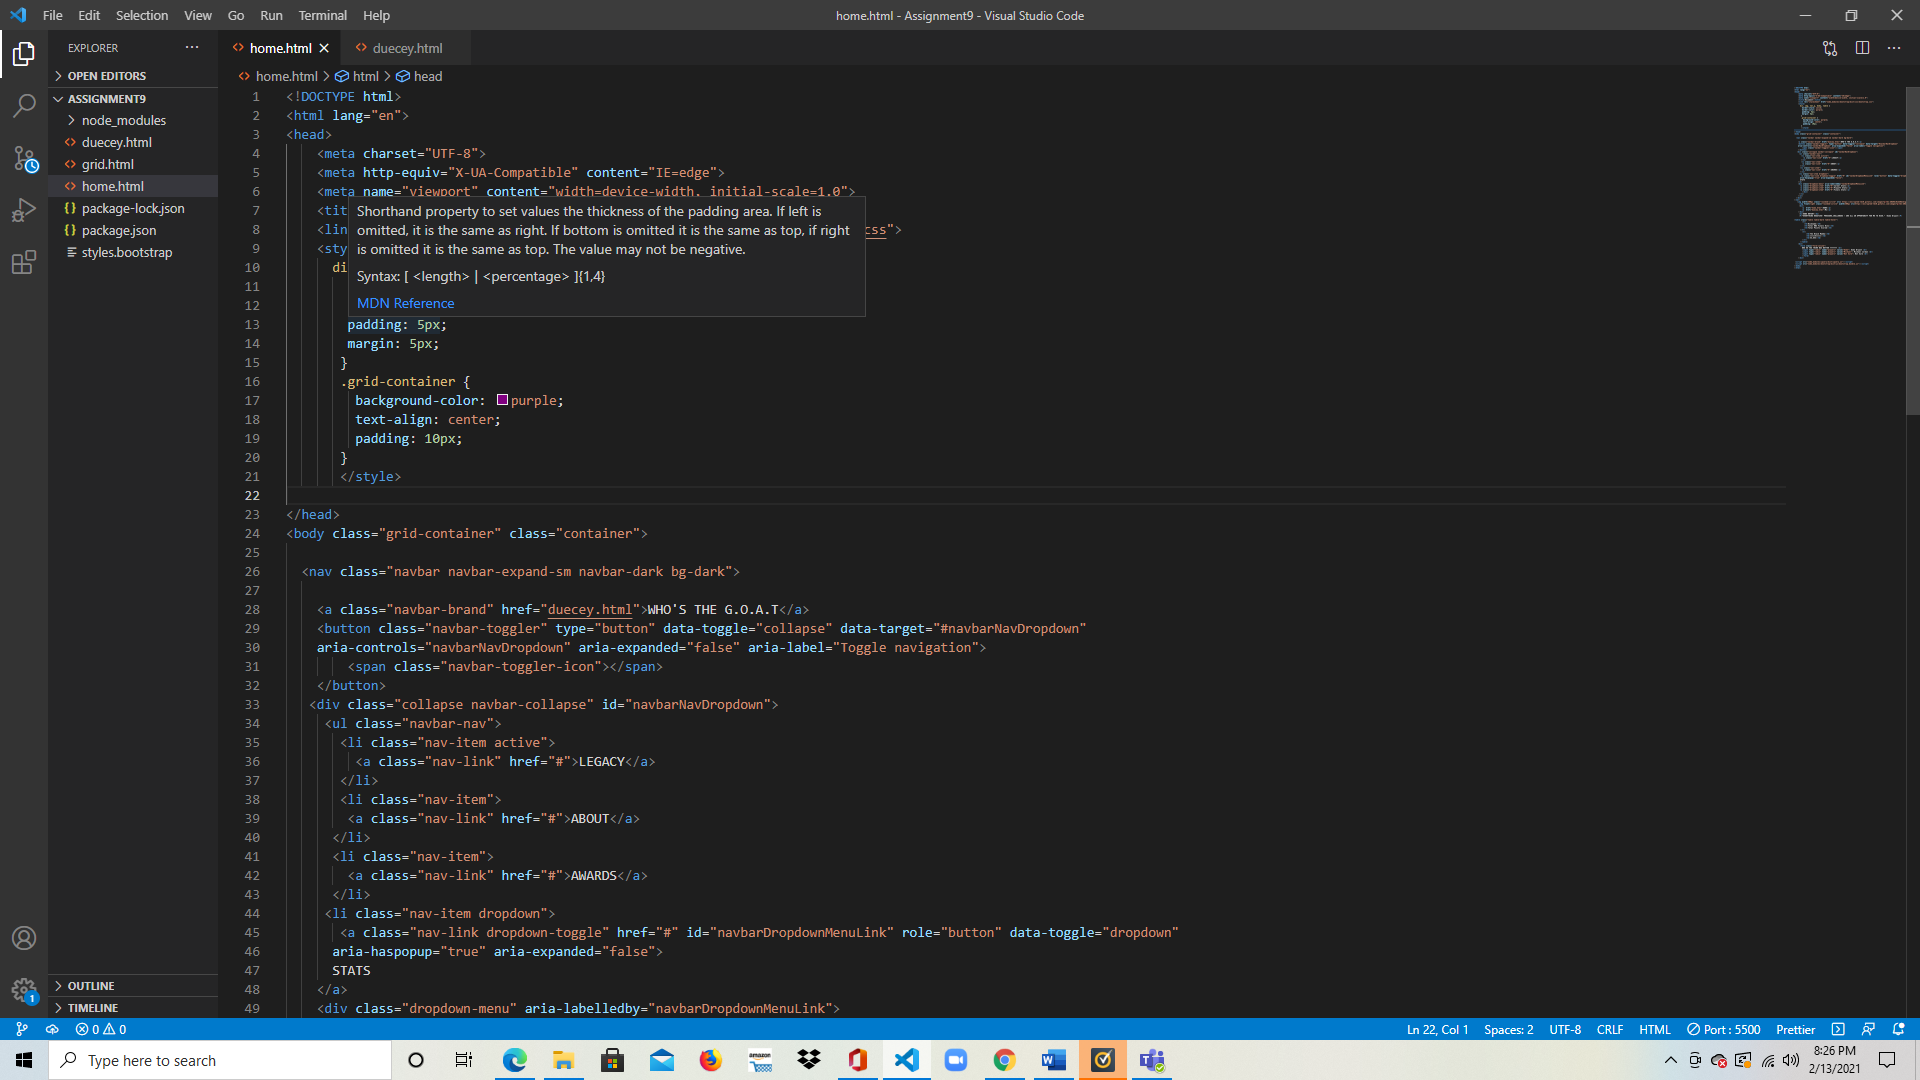 File Edit Selection View Go Run Terminal Help
home.html - Assignment9 - Visual Studio Code
EXPLORER
OPEN EDITORS
ASSIGNMENT9
node_modules
duecey.html
grid.html
home.html
package-lock.json
package.json
styles.bootstrap
OUTLINE
TIMELINE
home.html duecey.html
home.html > html > head
1 <!DOCTYPE html>
2 <html lang="en">
3 <head>
4 <meta charset="UTF-8">
5 <meta http-equiv="X-UA-Compatible" content="IE=edge">
6 <meta name="viewport" content="width=device-width, initial-scale=1.0">
7 <tit
8 <lin css">
9 <sty
10 di
11
12
Shorthand property to set values the thickness of the padding area. If left is
omitted, it is the same as right. If bottom is omitted it is the same as top, if right
is omitted it is the same as top. The value may not be negative.
Syntax: [ <length> | <percentage> ]{1,4}
MDN Reference
13 padding: 5px;
14 margin: 5px;
15 }
16 .grid-container {
17 background-color: purple;
18 text-align: center;
19 padding: 10px;
20 }
21 </style>
22
23 </head>
24 <body class="grid-container" class="container">
25
26 <nav class="navbar navbar-expand-sm navbar-dark bg-dark">
27
28 <a class="navbar-brand" href="duecey.html">WHO'S THE G.O.A.T</a>
29 <button class="navbar-toggler" type="button" data-toggle="collapse" data-target="#navbarNavDropdown"
30 aria-controls="navbarNavDropdown" aria-expanded="false" aria-label="Toggle navigation">
31 <span class="navbar-toggler-icon"></span>
32 </button>
33 <div class="collapse navbar-collapse" id="navbarNavDropdown">
34 <ul class="navbar-nav">
35 <li class="nav-item active">
36 <a class="nav-link" href="#">LEGACY</a>
37 </li>
38 <li class="nav-item">
39 <a class="nav-link" href="#">ABOUT</a>
40 </li>
41 <li class="nav-item">
42 <a class="nav-link" href="#">AWARDS</a>
43 </li>
44 <li class="nav-item dropdown">
45 <a class="nav-link dropdown-toggle" href="#" id="navbarDropdownMenuLink" role="button" data-toggle="dropdown"
46 aria-haspopup="true" aria-expanded="false">
47 STATS
48 </a>
49 <div class="dropdown-menu" aria-labelledby="navbarDropdownMenuLink">
1
0 0 Ln 22, Col 1 Spaces: 2 UTF-8 CRLF HTML Port : 5500 Prettier
Type here to search
amazon
8:26 PM
2/13/2021